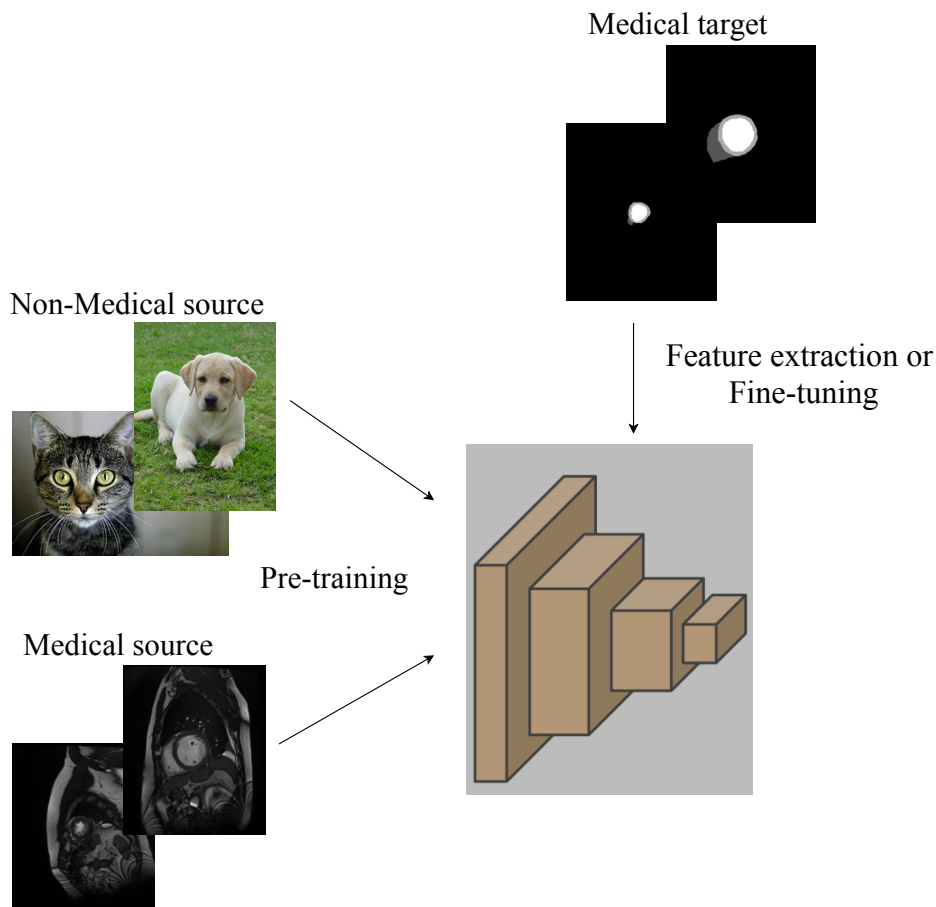 Medical target
Non-Medical source
Feature extraction or
Fine-tuning
Pre-training
Medical source